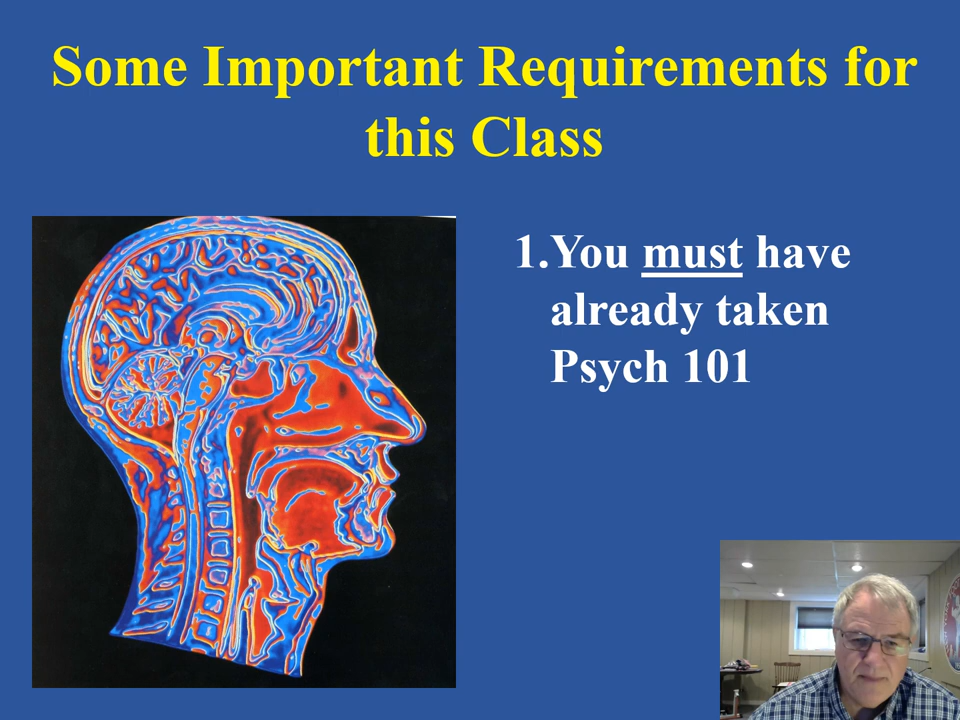 Some Important Requirements for
this Class
1.You must have
already taken
Psych 101